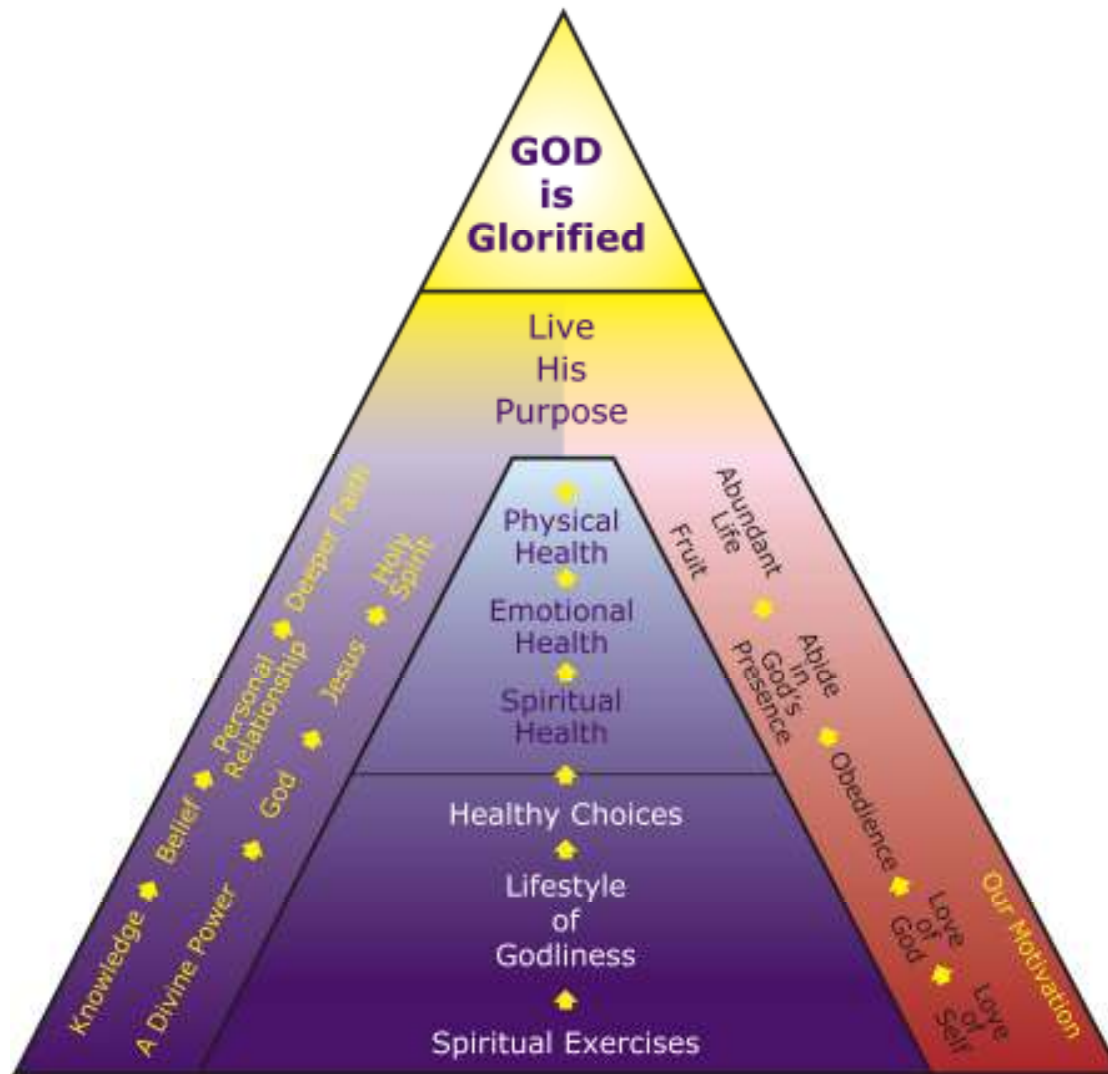 GOD
is
Glorified
Live
His
Purpose
Knowledge
Belief
Personal
Relationship
Deeper Faith
A Divine Power
God
Jesus
Holy
Spirit
Physical
Health
Emotional
Health
Spiritual
Health
Healthy Choices
Lifestyle
of
Godliness
Spiritual Exercises
Abundant
Life
Fruit
Abide
in
God's
Presence
Obedience
Love
of
God
Love
of
Self
Our Motivation